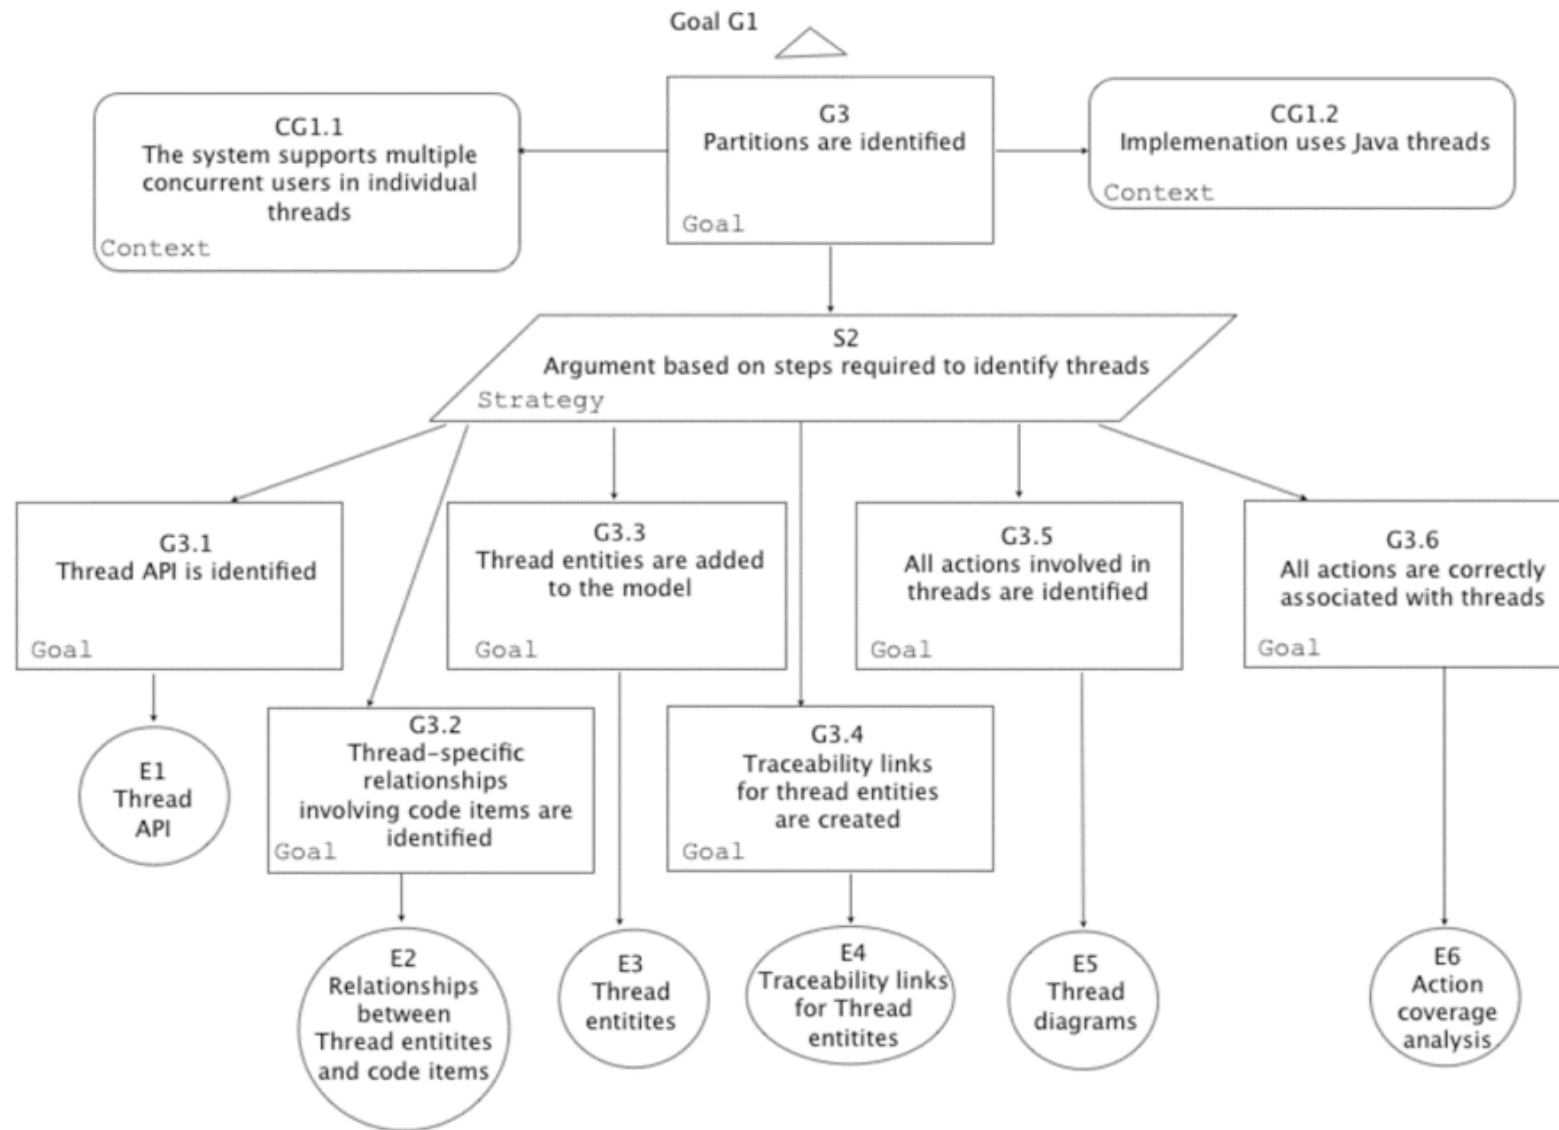 Goal G1
CG1.1
The system supports multiple
concurrent users in individual
threads
Context
G3
Partitions are identified
Goal
CG1.2
Implemenation uses Java threads
Context
S2
Argument based on steps required to identify threads
Strategy
G3.1
Thread API is identified
Goal
G3.3
Thread entities are added
to the model
Goal
G3.5
All actions involved in
threads are identified
Goal
G3.6
All actions are correctly
associated with threads
Goal
G3.2
Thread-specific
relationships
involving code items are
identified
Goal
G3.4
Traceability links
for thread entities
are created
Goal
E1
Thread
API
E2
Relationships
between
Thread entitites
and code items
E3
Thread
entitites
E4
Traceability links
for Thread
entitites
E5
Thread
diagrams
E6
Action
coverage
analysis